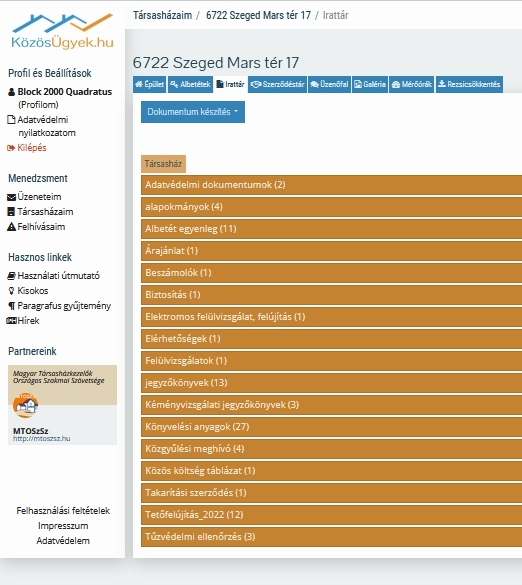 KözösÜgyek.hu
Profil és Beállítások
Block 2000 Quadratus
(Profilom)
Adatvédelmi
nyilatkozatom
Kilépés
Menedzsment
Üzeneteim
Társasházaim
Felhívásaim
Hasznos linkek
Használati útmutató
Kisokos
Paragrafus gyűjtemény
Hírek
Partnereink
Magyar Társasházkezelők
Országos Szakmai Szövetsége
MTOSzSz
http://mtoszsz.hu
Felhasználási feltételek
Impresszum
Adatvédelem
Társasházaim / 6722 Szeged Mars tér 17 / Irattár
6722 Szeged Mars tér 17
Épület Albetétek Irattár Szerződéstár Üzenőfal Galéria Mérőórák Rezsicsökkentés
Dokumentum készítés
Társasház
Adatvédelmi dokumentumok (2)
alapokmányok (4)
Albetét egyenleg (11)
Árajánlat (1)
Beszámolók (1)
Biztosítás (1)
Elektromos felülvizsgálat, felújítás (1)
Elérhetőségek (1)
Felülvizsgálatok (1)
jegyzőkönyvek (13)
Kéményvizsgálati jegyzőkönyvek (3)
Könyvelési anyagok (27)
Közgyűlési meghívó (4)
Közös költség táblázat (1)
Takarítási szerződés (1)
Tetőfelújítás_2022 (12)
Tűzvédelmi ellenőrzés (3)